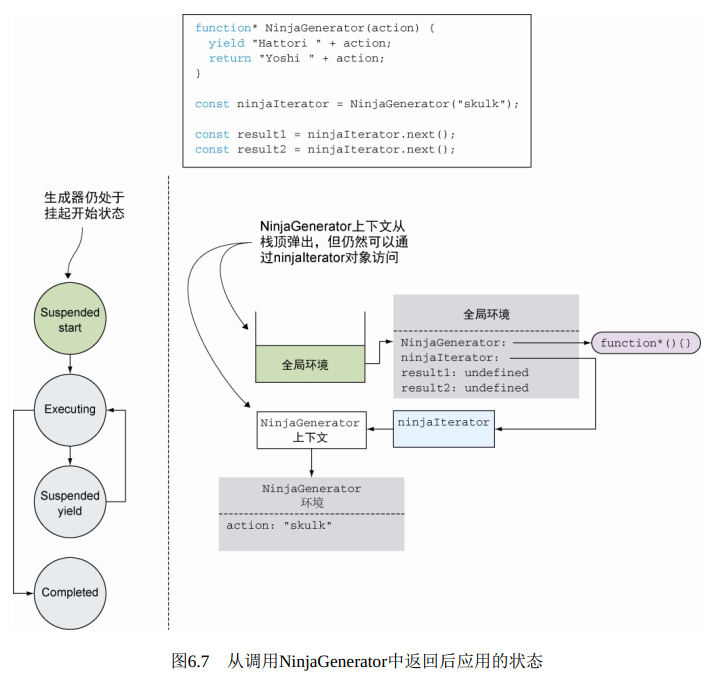 function* NinjaGenerator(action) {
  yield "Hattori " + action;
  return "Yoshi " + action;
}
const ninjaIterator = NinjaGenerator("skulk");
const result1 = ninjaIterator.next();
const result2 = ninjaIterator.next();
生成器仍处于
挂起开始状态
Suspended
start
Executing
Suspended
yield
Completed
NinjaGenerator上下文从
栈顶弹出，但仍然可以通
过ninjaIterator对象访问
全局环境
全局环境
NinjaGenerator:
ninjaIterator:
result1: undefined
result2: undefined
function*(){}
NinjaGenerator
上下文
ninjaIterator
NinjaGenerator
环境
action: "skulk"
图6.7 从调用NinjaGenerator中返回后应用的状态